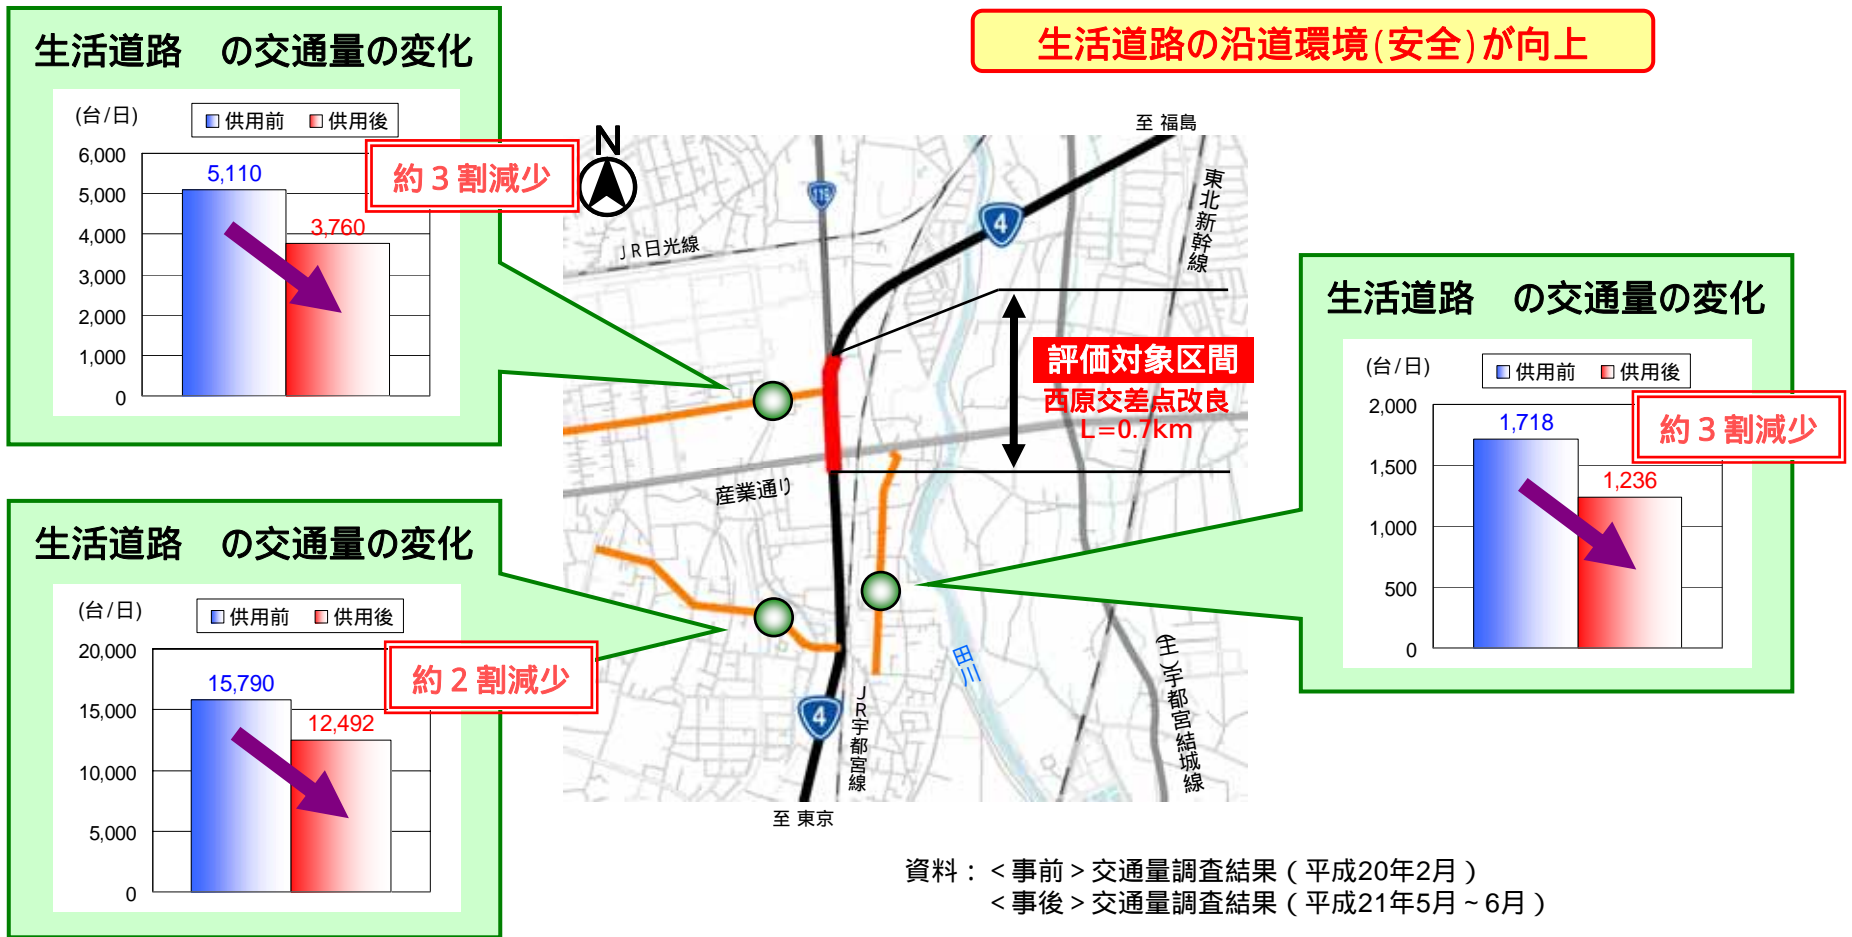 生活道路の沿道環境(安全)が向上
生活道路　の交通量の変化
(台/日)
供用前 供用後
6,000
5,000
4,000
3,000
2,000
1,000
0
5,110
3,760
約3割減少
生活道路　の交通量の変化
(台/日)
供用前 供用後
20,000
15,000
10,000
5,000
0
15,790
12,492
約2割減少
N
至 福島
119
4
東北新幹線
JR日光線
評価対象区間
西原交差点改良
L=0.7km
産業通り
田川
4
JR宇都宮線
(主)宇都宮結城線
至 東京
生活道路　の交通量の変化
(台/日)
供用前 供用後
2,000
1,500
1,000
500
0
1,718
1,236
約3割減少
資料：＜事前＞交通量調査結果（平成20年2月）
＜事後＞交通量調査結果（平成21年5月～6月）